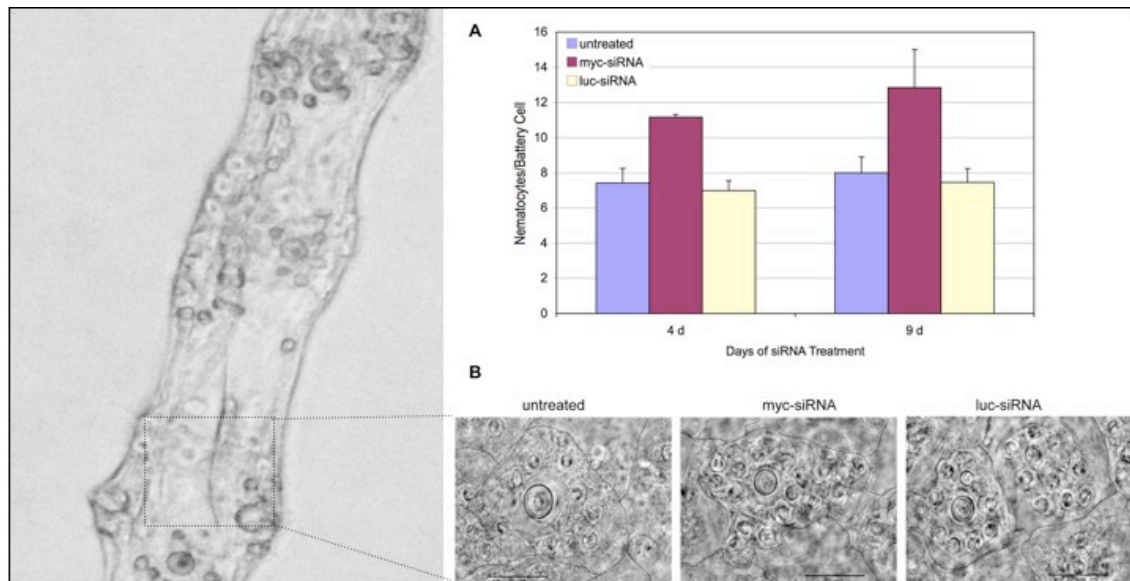 A
16
14
12
10
8
6
4
2
0
Nematocytes/Battery Cell
untreated
myc-siRNA
luc-siRNA
4 d
9 d
Days of siRNA Treatment
B
untreated
myc-siRNA
luc-siRNA